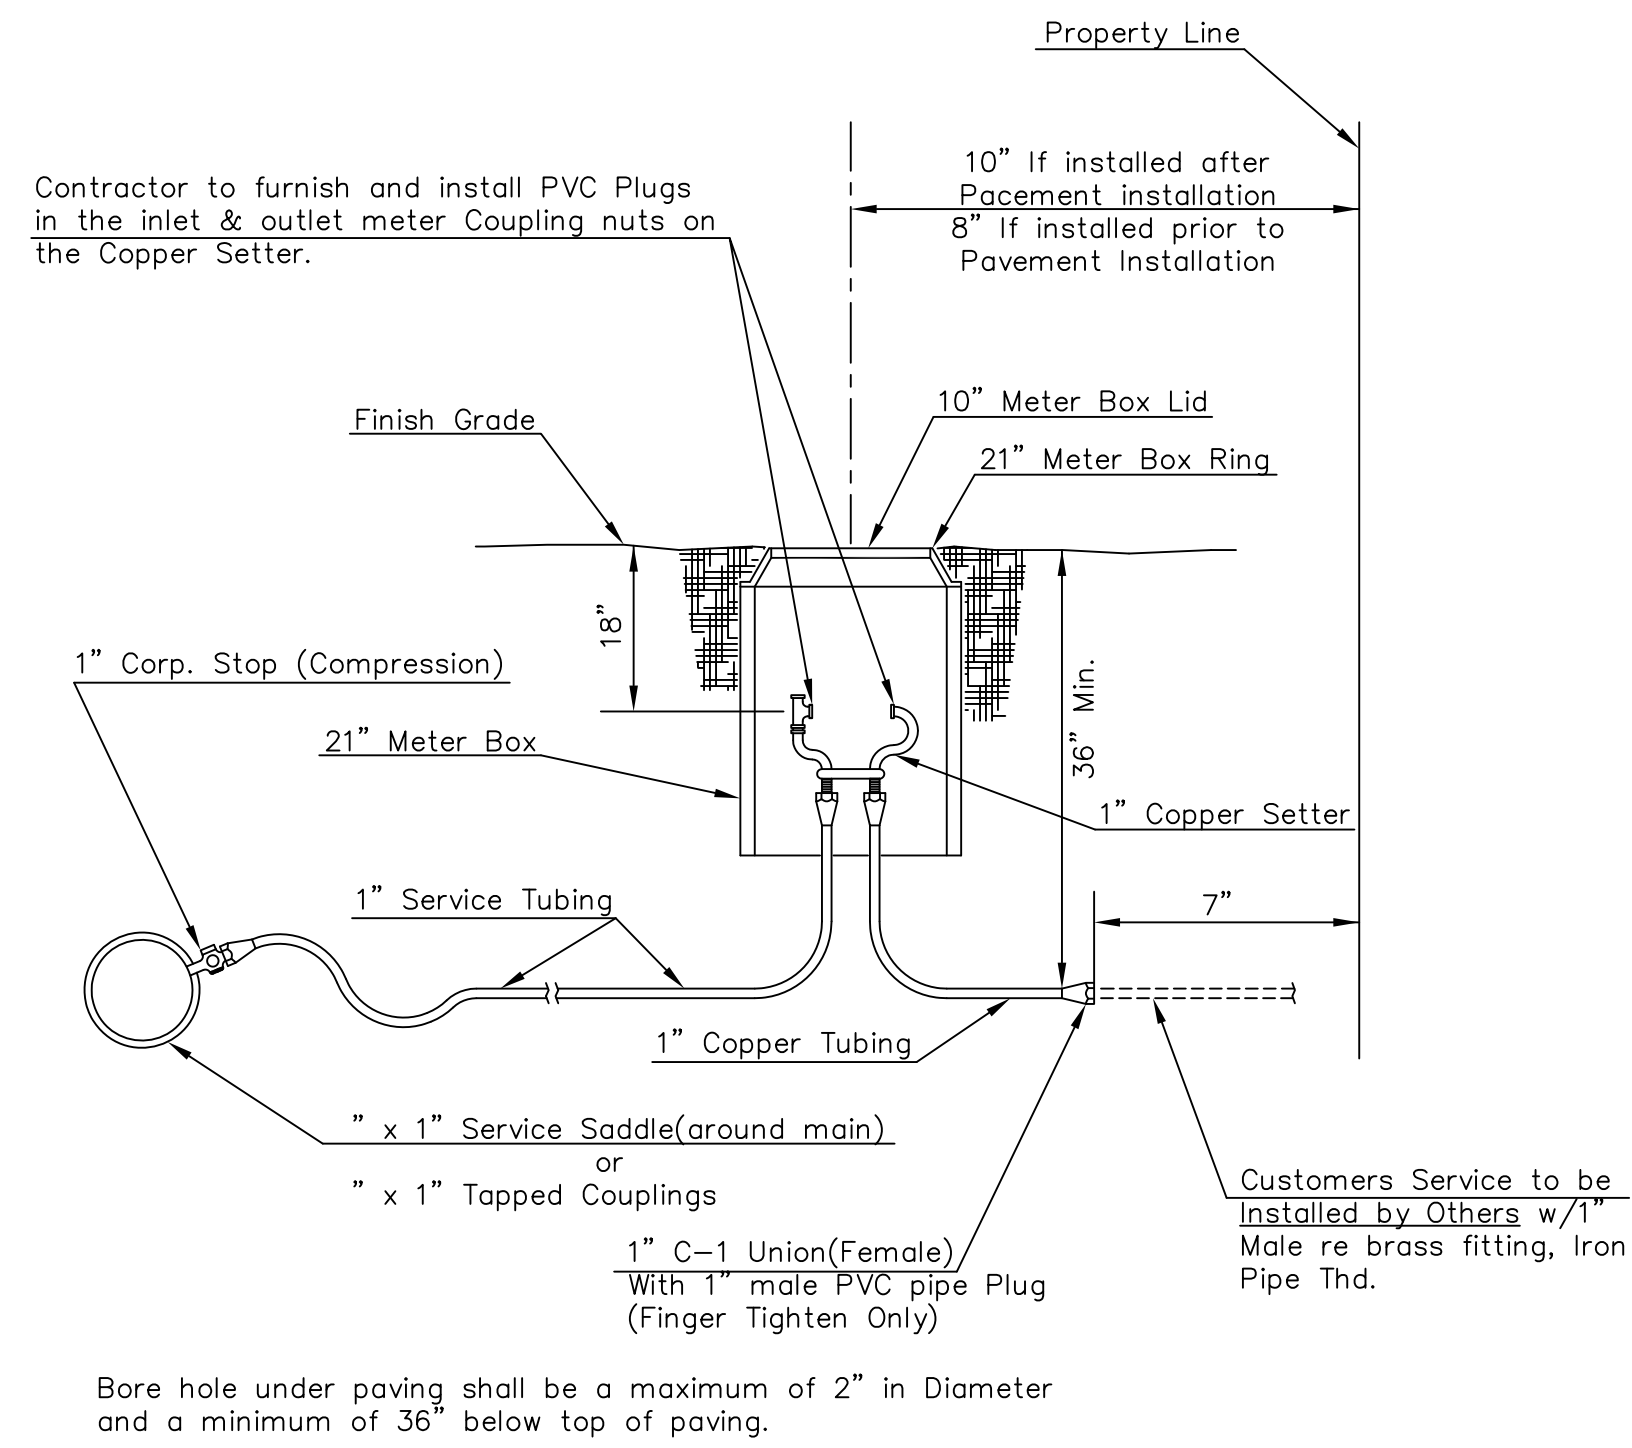 Property Line
10” If installed after
Pacement installation
8” If installed prior to
Pavement Installation
Contractor to furnish and install PVC Plugs
in the inlet & outlet meter Coupling nuts on
the Copper Setter.
10” Meter Box Lid
Finish Grade
21” Meter Box Ring
18”
1” Corp. Stop (Compression)
36” Min.
21” Meter Box
1” Copper Setter
1” Service Tubing
7”
1” Copper Tubing
” x 1” Service Saddle(around main)
or
” x 1” Tapped Couplings
Customers Service to be
Installed by Others w/1”
Male re brass fitting, Iron
Pipe Thd.
1” C-1 Union(Female)
With 1” male PVC pipe Plug
(Finger Tighten Only)
Bore hole under paving shall be a maximum of 2” in Diameter
and a minimum of 36” below top of paving.